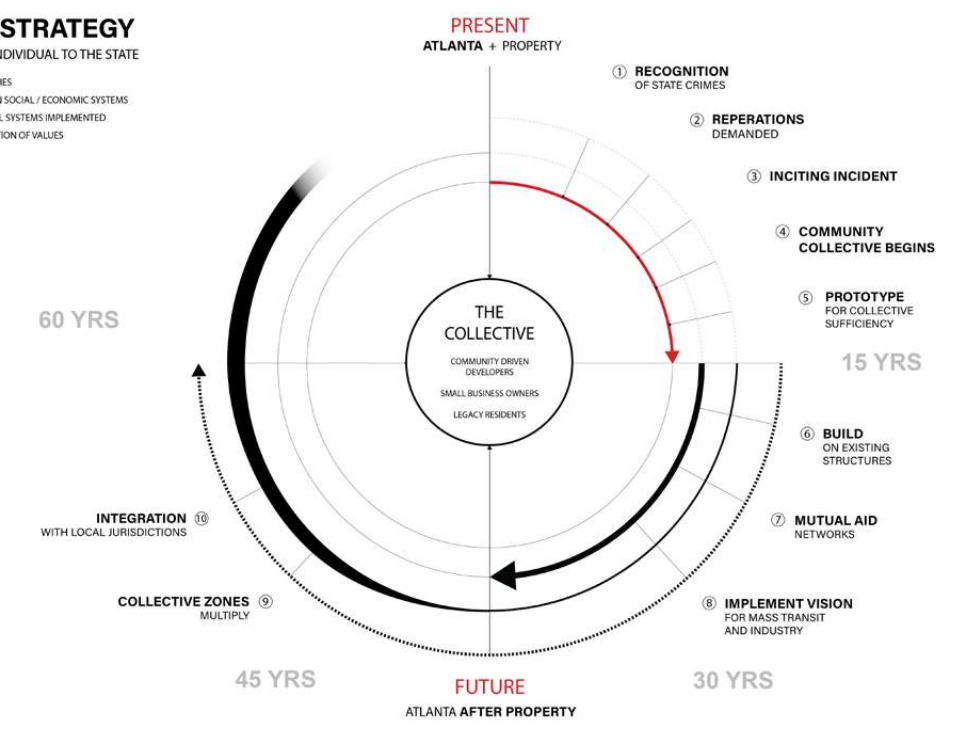 STRATEGY
NDIVIDUAL TO THE STATE
IES
N SOCIAL / ECONOMIC SYSTEMS
L SYSTEMS IMPLEMENTED
TION OF VALUES
PRESENT
ATLANTA + PROPERTY
① RECOGNITION
OF STATE CRIMES
② REPERATIONS
DEMANDED
③ INCITING INCIDENT
④ COMMUNITY
COLLECTIVE BEGINS
⑤ PROTOTYPE
FOR COLLECTIVE
SUFFICIENCY
15 YRS
THE
COLLECTIVE
COMMUNITY DRIVEN
DEVELOPERS
SMALL BUSINESS OWNERS
LEGACY RESIDENTS
⑥ BUILD
ON EXISTING
STRUCTURES
⑦ MUTUAL AID
NETWORKS
⑧ IMPLEMENT VISION
FOR MASS TRANSIT
AND INDUSTRY
30 YRS
FUTURE
ATLANTA AFTER PROPERTY
45 YRS
COLLECTIVE ZONES ⑨
MULTIPLY
INTEGRATION ⑩
WITH LOCAL JURISDICTIONS
60 YRS